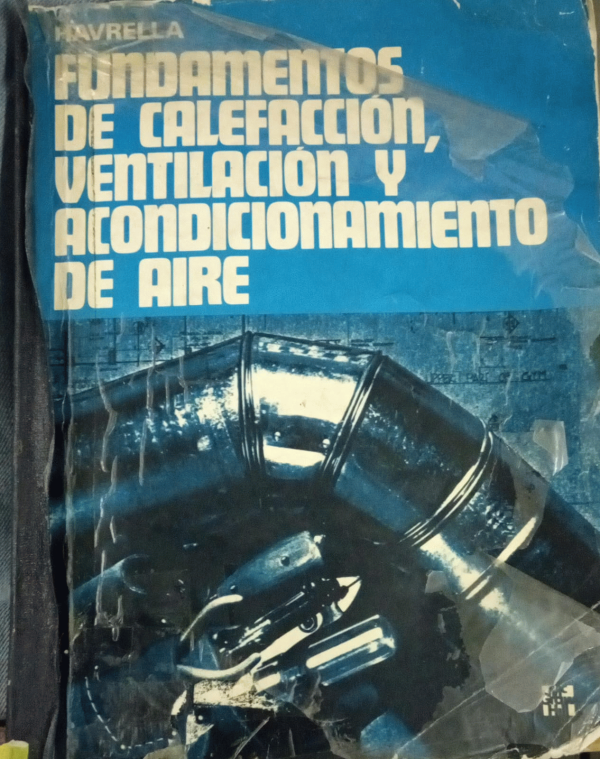 HAVRELLA
FUNDAMENTOS
DE CALEFACCIÓN,
VENTILACIÓN Y
ACONDICIONAMIENTO
DE AIRE